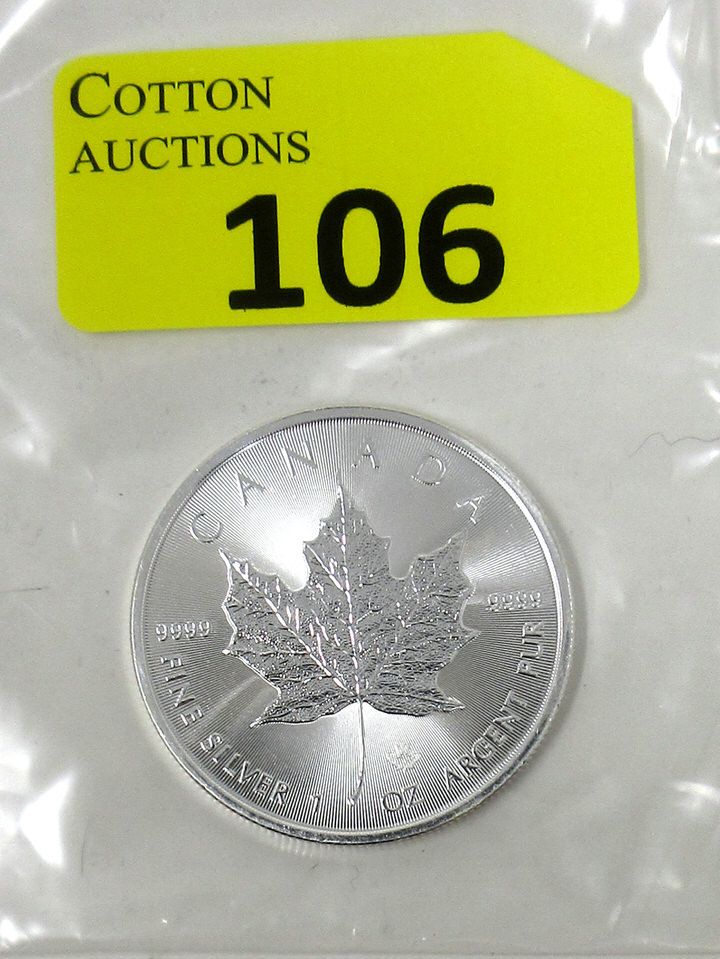 COTTON
AUCTIONS
106
CANADA
9999 9999
FINE SILVER 1 OZ ARGENT PUR